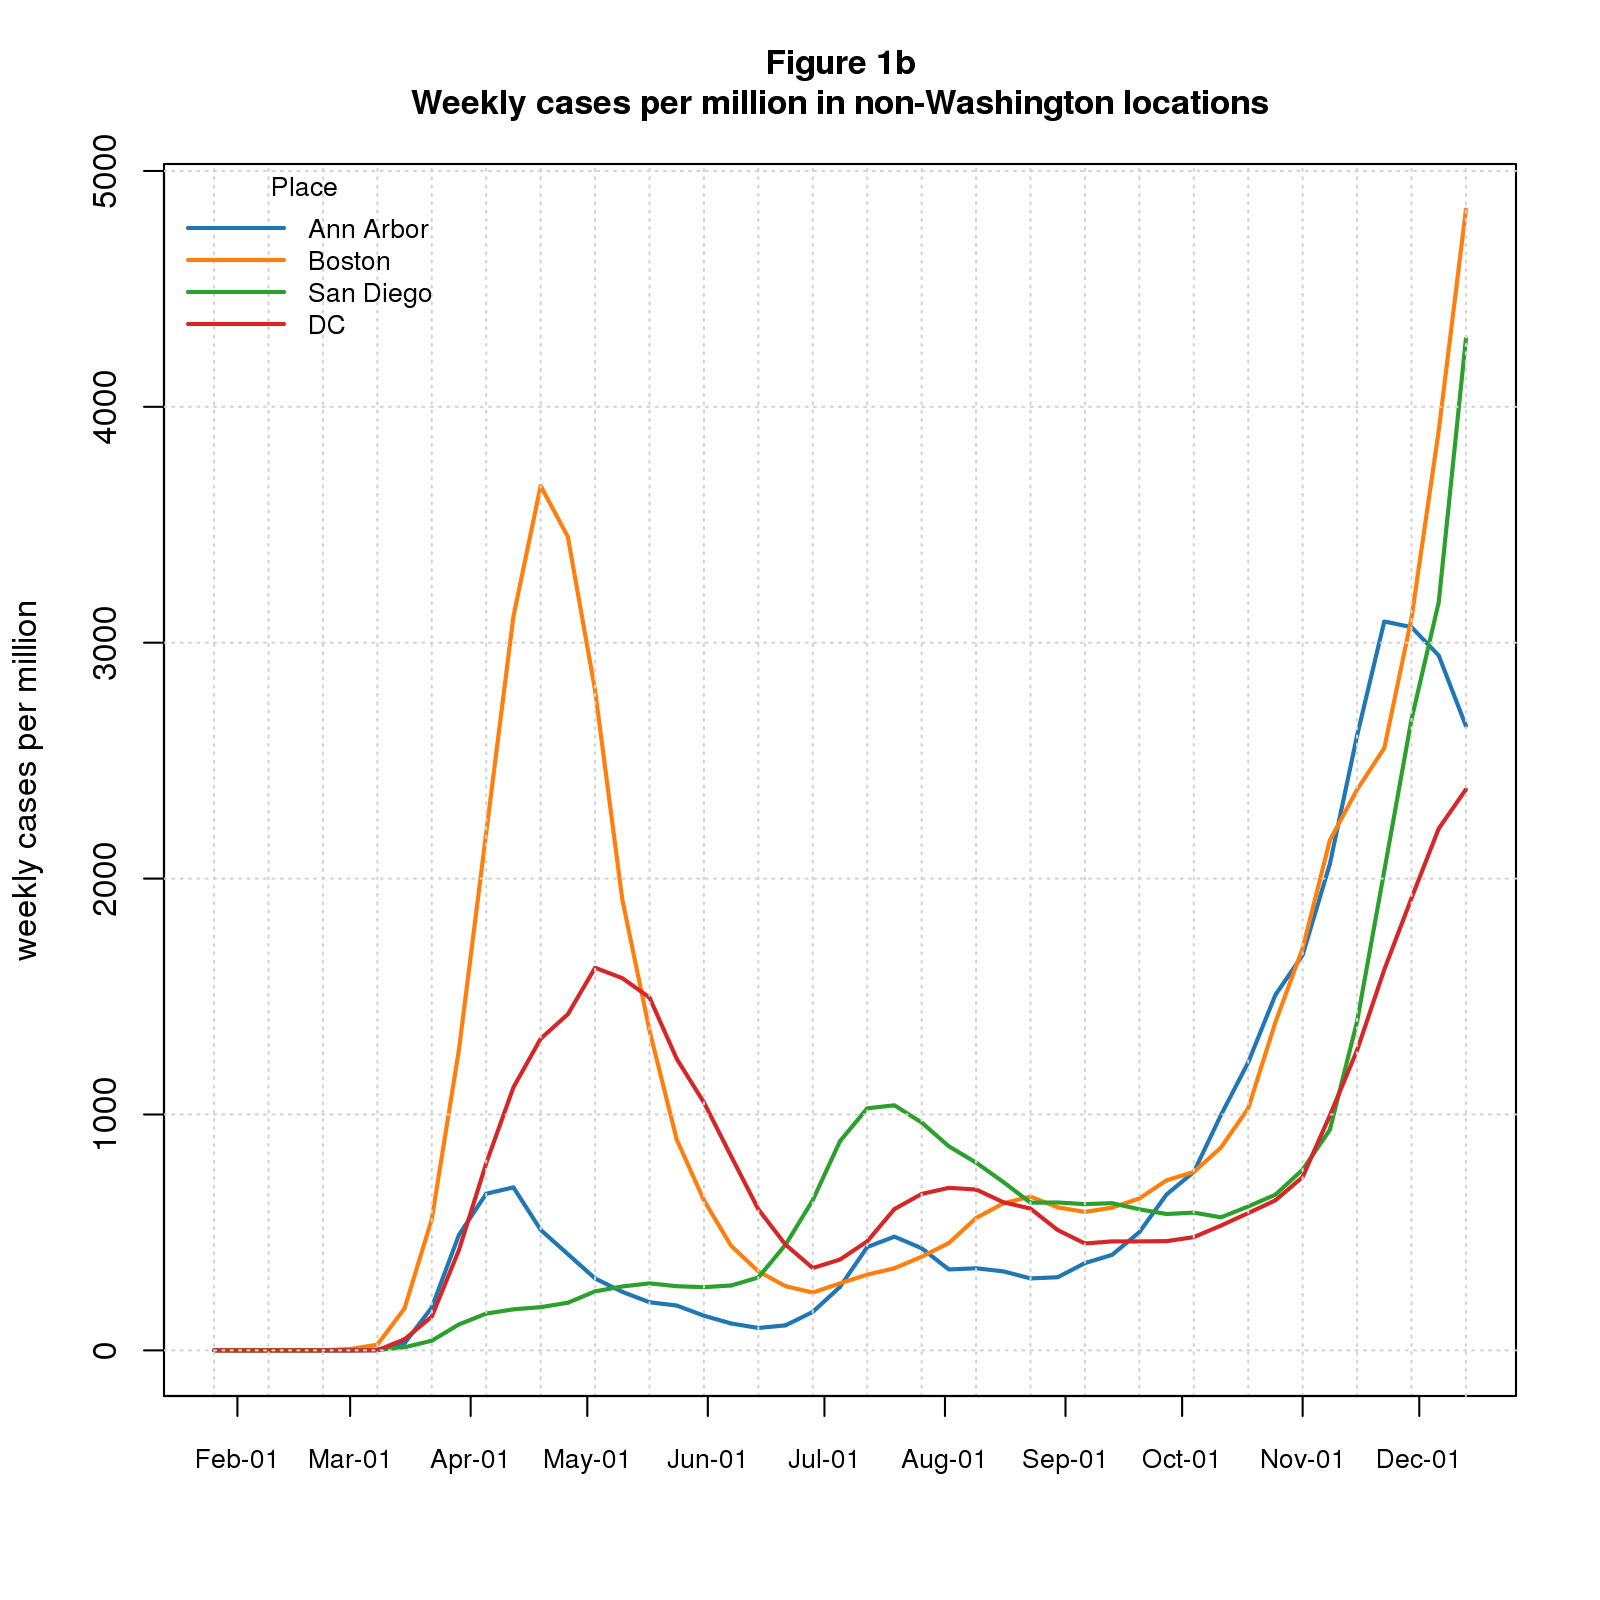 Figure 1b
Weekly cases per million in non-Washington locations
Place
Ann Arbor
Boston
San Diego
DC
weekly cases per million
5000
4000
3000
2000
1000
0
Feb-01 Mar-01 Apr-01 May-01 Jun-01 Jul-01 Aug-01 Sep-01 Oct-01 Nov-01 Dec-01